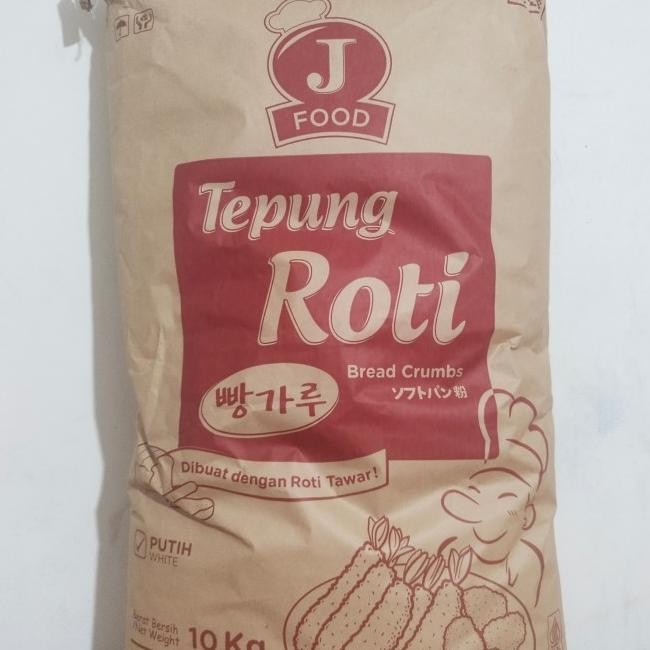 J
FOOD
Tepung
Roti
Bread Crumbs
ソフトパン粉
빵가루
Dibuat dengan Roti Tawar!
PUTIH
WHITE
Berat Bersih
Net Weight
10 Kg